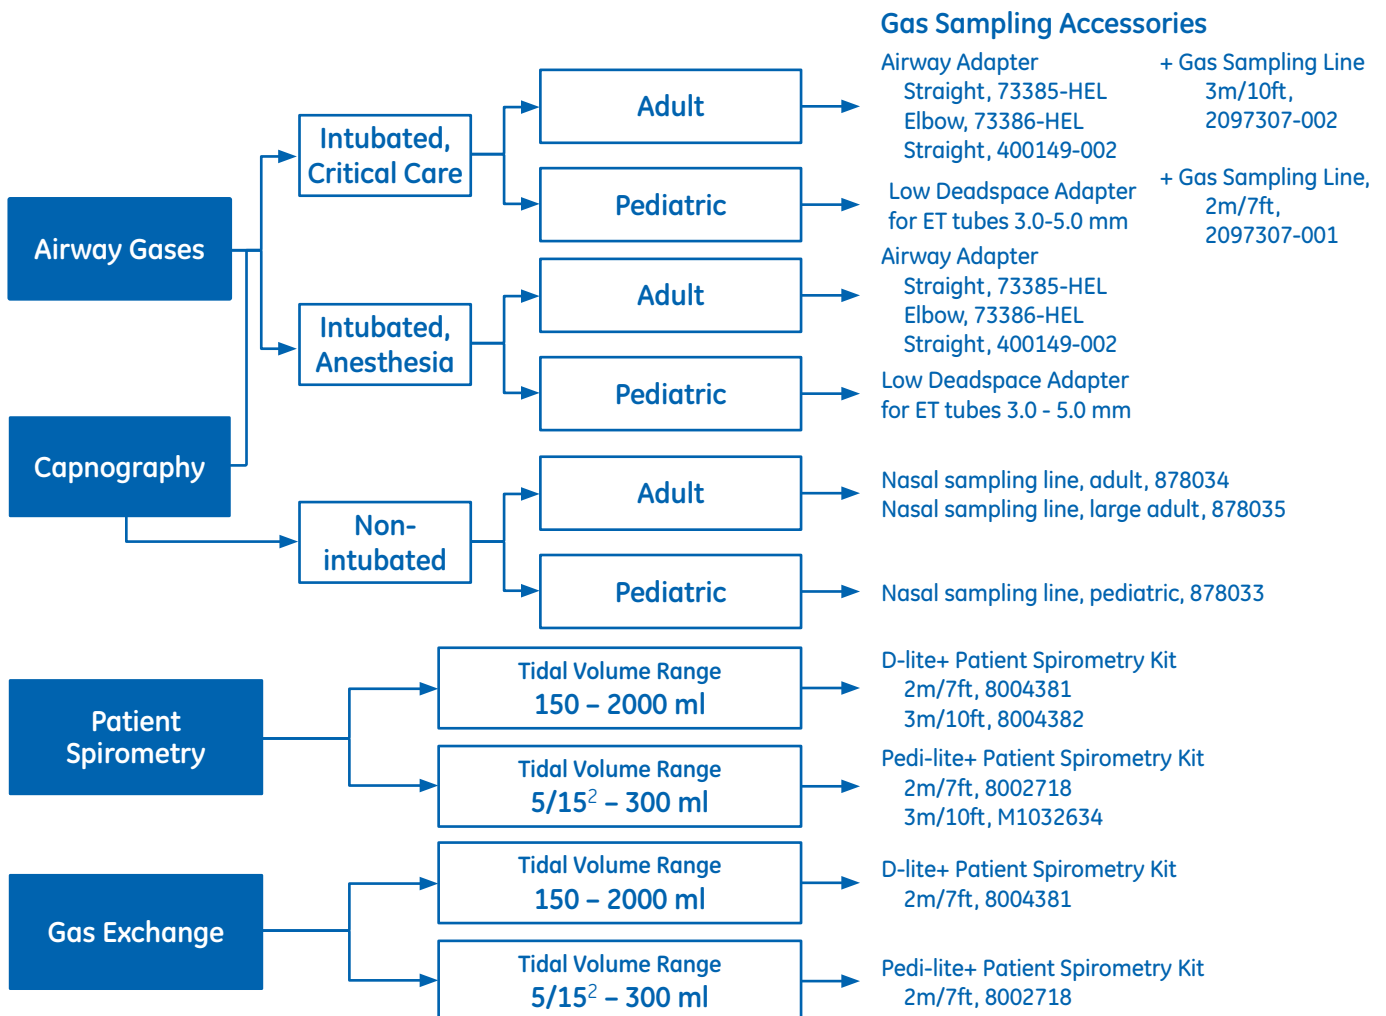 Gas Sampling Accessories
Airway Gases
Capnography
Intubated,
Critical Care
Adult
Airway Adapter
Straight, 73385-HEL
Elbow, 73386-HEL
Straight, 400149-002
+ Gas Sampling Line
3m/10ft,
2097307-002
Pediatric
Low Deadspace Adapter
for ET tubes 3.0-5.0 mm
+ Gas Sampling Line,
2m/7ft,
2097307-001
Intubated,
Anesthesia
Adult
Airway Adapter
Straight, 73385-HEL
Elbow, 73386-HEL
Straight, 400149-002
Pediatric
Low Deadspace Adapter
for ET tubes 3.0 - 5.0 mm
Non-
intubated
Adult
Nasal sampling line, adult, 878034
Nasal sampling line, large adult, 878035
Pediatric
Nasal sampling line, pediatric, 878033
Patient
Spirometry
Tidal Volume Range
150 – 2000 ml
D-lite+ Patient Spirometry Kit
2m/7ft, 8004381
3m/10ft, 8004382
Tidal Volume Range
5/15² – 300 ml
Pedi-lite+ Patient Spirometry Kit
2m/7ft, 8002718
3m/10ft, M1032634
Gas Exchange
Tidal Volume Range
150 – 2000 ml
D-lite+ Patient Spirometry Kit
2m/7ft, 8004381
Tidal Volume Range
5/15² – 300 ml
Pedi-lite+ Patient Spirometry Kit
2m/7ft, 8002718